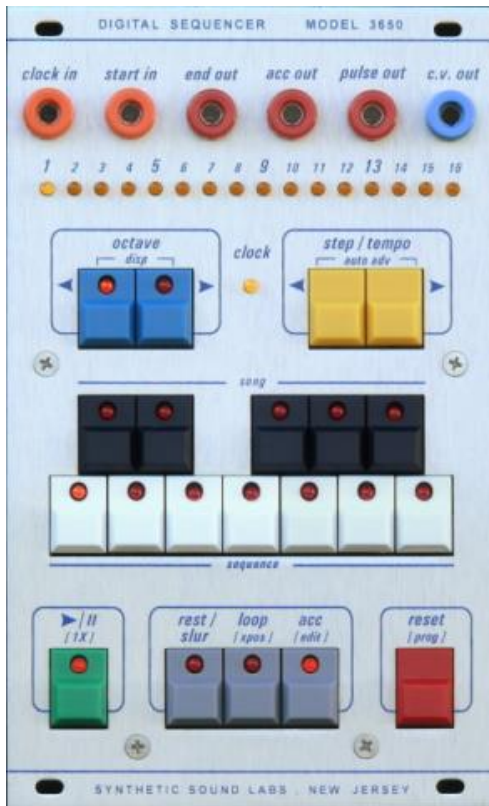 DIGITAL SEQUENCER MODEL 3650
clock in start in end out acc out pulse out c.v. out
1 2 3 4 5 6 7 8 9 10 11 12 13 14 15 16
octave
disp
clock
step / tempo
auto adv
song
sequence
►/II
/1X/
rest / slur
loop
/xpos/
acc
/edit/
reset
/prog/
SYNTHETIC SOUND LABS . NEW JERSEY